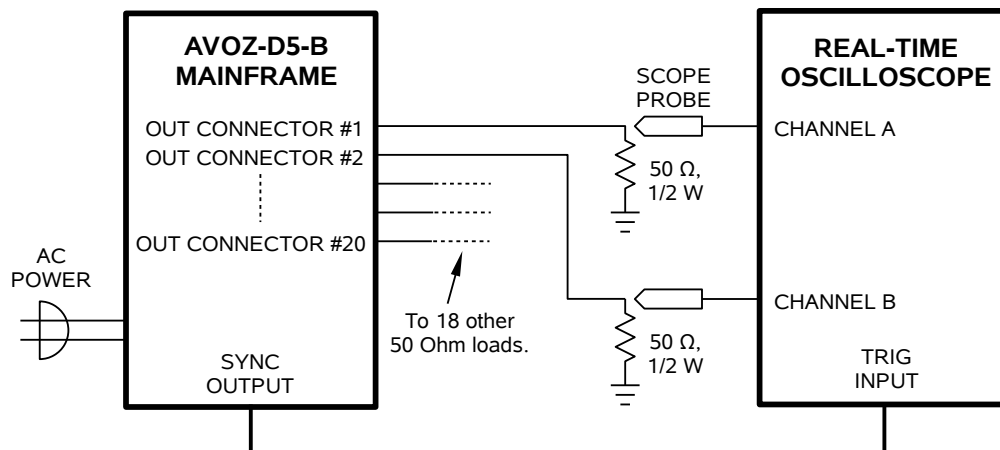 AVOZ-D5-B
MAINFRAME
OUT CONNECTOR #1
OUT CONNECTOR #2
OUT CONNECTOR #20
AC
POWER
SYNC
OUTPUT
To 18 other
50 Ohm loads.
SCOPE
PROBE
50 Ω,
1/2 W
50 Ω,
1/2 W
REAL-TIME
OSCILLOSCOPE
CHANNEL A
CHANNEL B
TRIG
INPUT